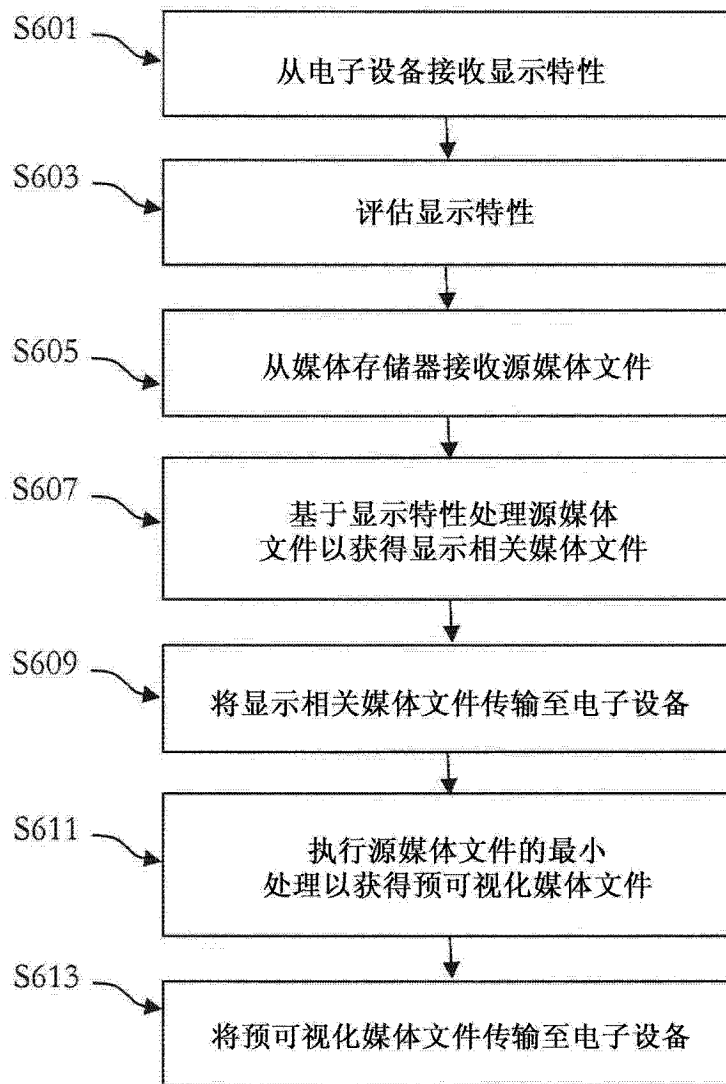 S601
从电子设备接收显示特性
S603
评估显示特性
S605
从媒体存储器接收源媒体文件
S607
基于显示特性处理源媒体
文件以获得显示相关媒体文件
S609
将显示相关媒体文件传输至电子设备
S611
执行源媒体文件的最小
处理以获得预可视化媒体文件
S613
将预可视化媒体文件传输至电子设备